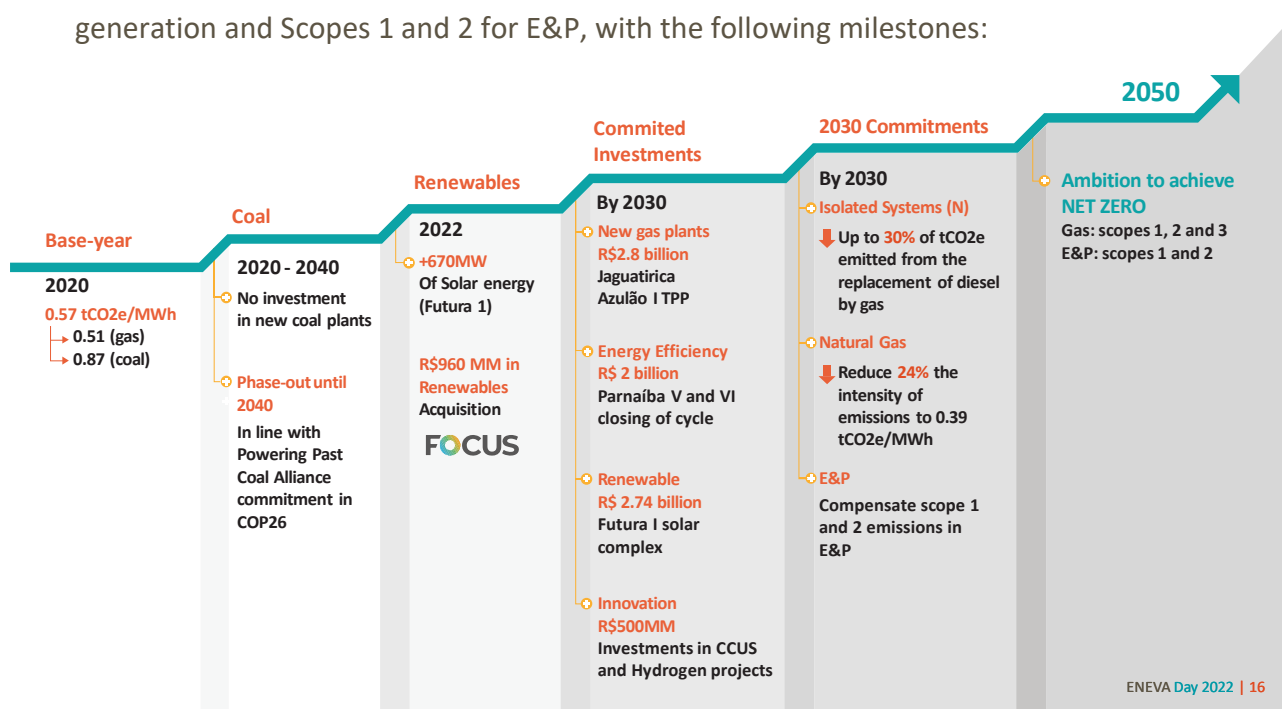 generation and Scopes 1 and 2 for E&P, with the following milestones:
Base-year
2020
0.57 tCO2e/MWh
0.51 (gas)
0.87 (coal)
Coal
2020 - 2040
No investment
in new coal plants
Phase-out until
2040
In line with
Powering Past
Coal Alliance
commitment in
COP26
Renewables
2022
+670MW
Of Solar energy
(Futura 1)
R$960 MM in
Renewables
Acquisition
FOCUS
Commited
Investments
By 2030
New gas plants
R$2.8 billion
Jaguatirica
Azulão I TPP
Energy Efficiency
R$ 2 billion
Parnaíba V and VI
closing of cycle
Renewable
R$ 2.74 billion
Futura I solar
complex
Innovation
R$500MM
Investments in CCUS
and Hydrogen projects
2030 Commitments
By 2030
Isolated Systems (N)
Up to 30% of tCO2e
emitted from the
replacement of diesel
by gas
Natural Gas
Reduce 24% the
intensity of
emissions to 0.39
tCO2e/MWh
E&P
Compensate scope 1
and 2 emissions in
E&P
2050
Ambition to achieve
NET ZERO
Gas: scopes 1, 2 and 3
E&P: scopes 1 and 2
ENEVA Day 2022 | 16